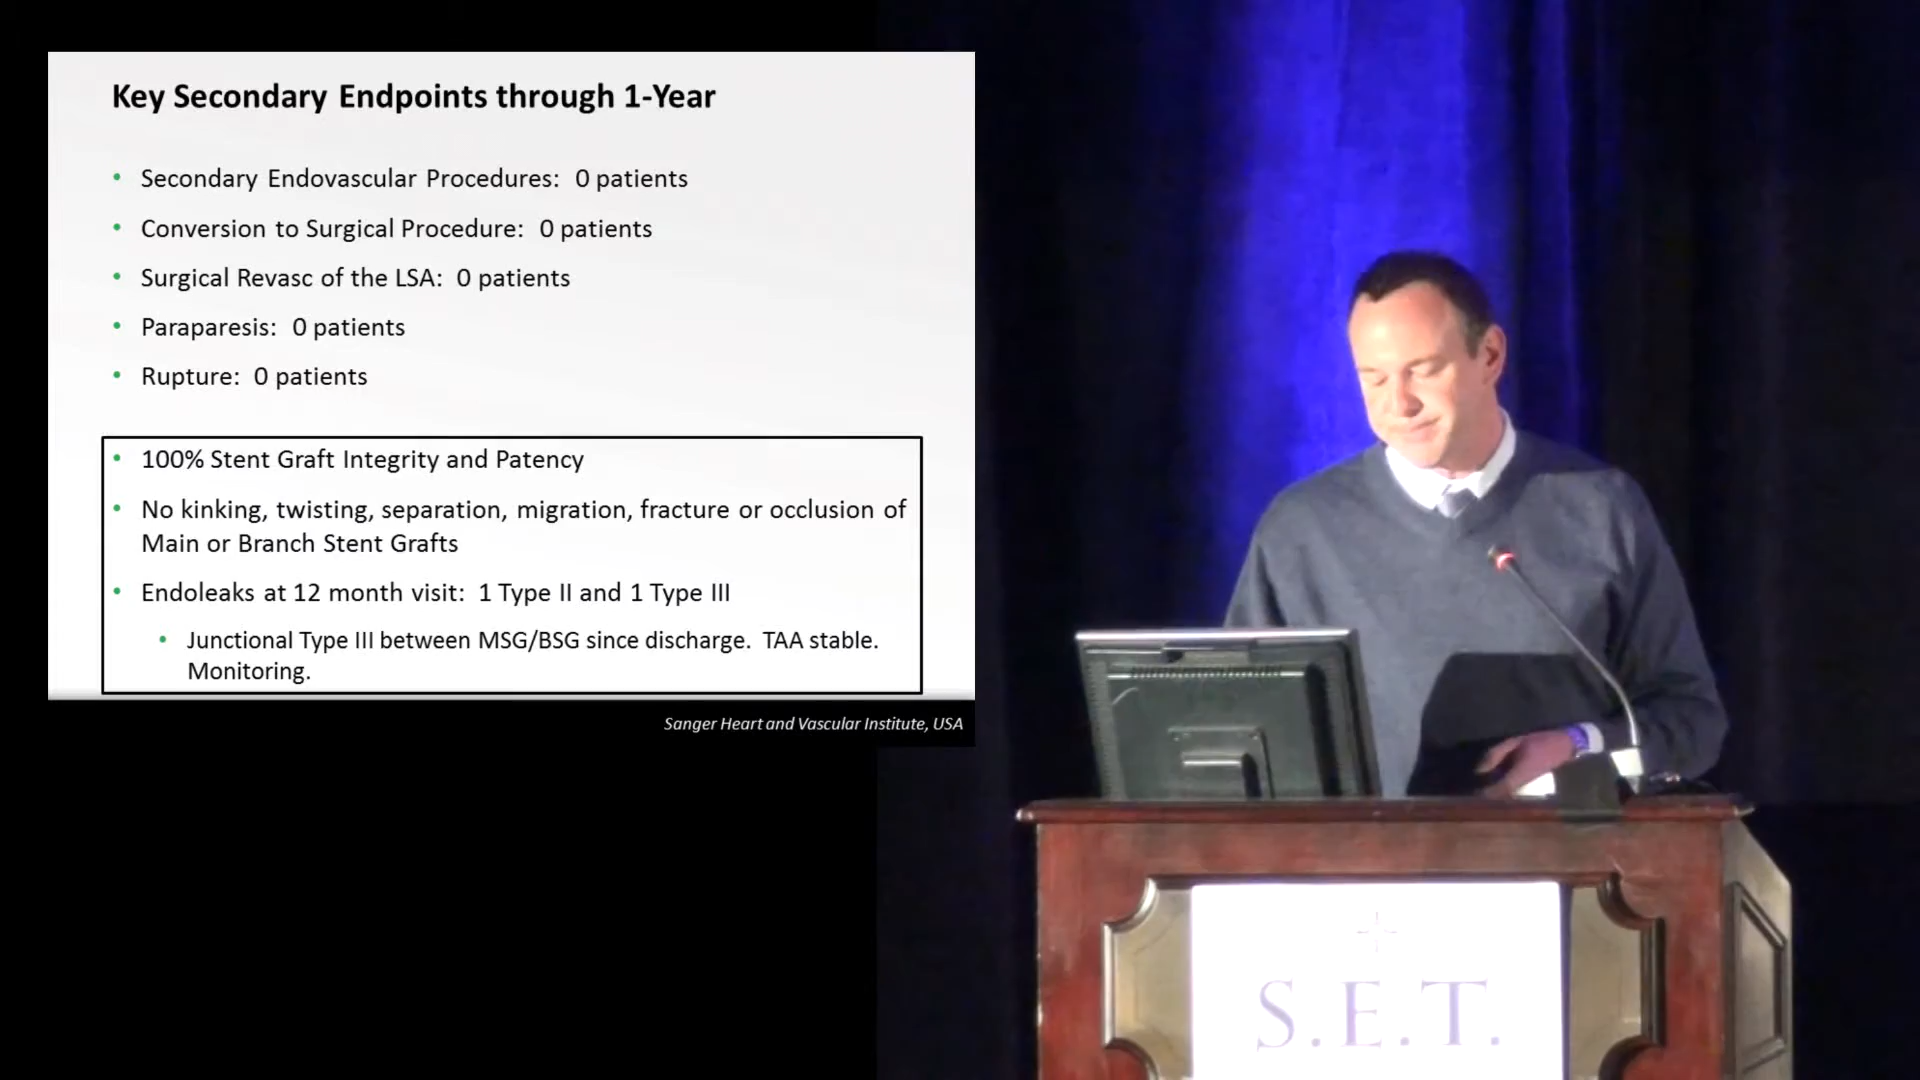 Key Secondary Endpoints through 1-Year
• Secondary Endovascular Procedures: 0 patients
• Conversion to Surgical Procedure: 0 patients
• Surgical Revasc of the LSA: 0 patients
• Paraparesis: 0 patients
• Rupture: 0 patients
• 100% Stent Graft Integrity and Patency
• No kinking, twisting, separation, migration, fracture or occlusion of
Main or Branch Stent Grafts
• Endoleaks at 12 month visit: 1 Type II and 1 Type III
• Junctional Type III between MSG/BSG since discharge. TAA stable.
Monitoring.
Sanger Heart and Vascular Institute, USA
S.E.T.